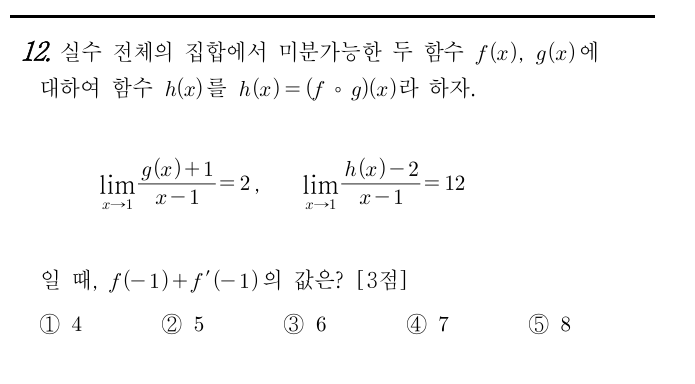 12. 실수 전체의 집합에서 미분가능한 두 함수 f(x), g(x)에
대하여 함수 h(x)를 h(x)=(f∘g)(x)라 하자.
lim_{x→1} \frac{g(x)+1}{x-1}=2, lim_{x→1} \frac{h(x)-2}{x-1}=12
일 때, f(-1)+f′(-1)의 값은? [3점]
① 4 ② 5 ③ 6 ④ 7 ⑤ 8